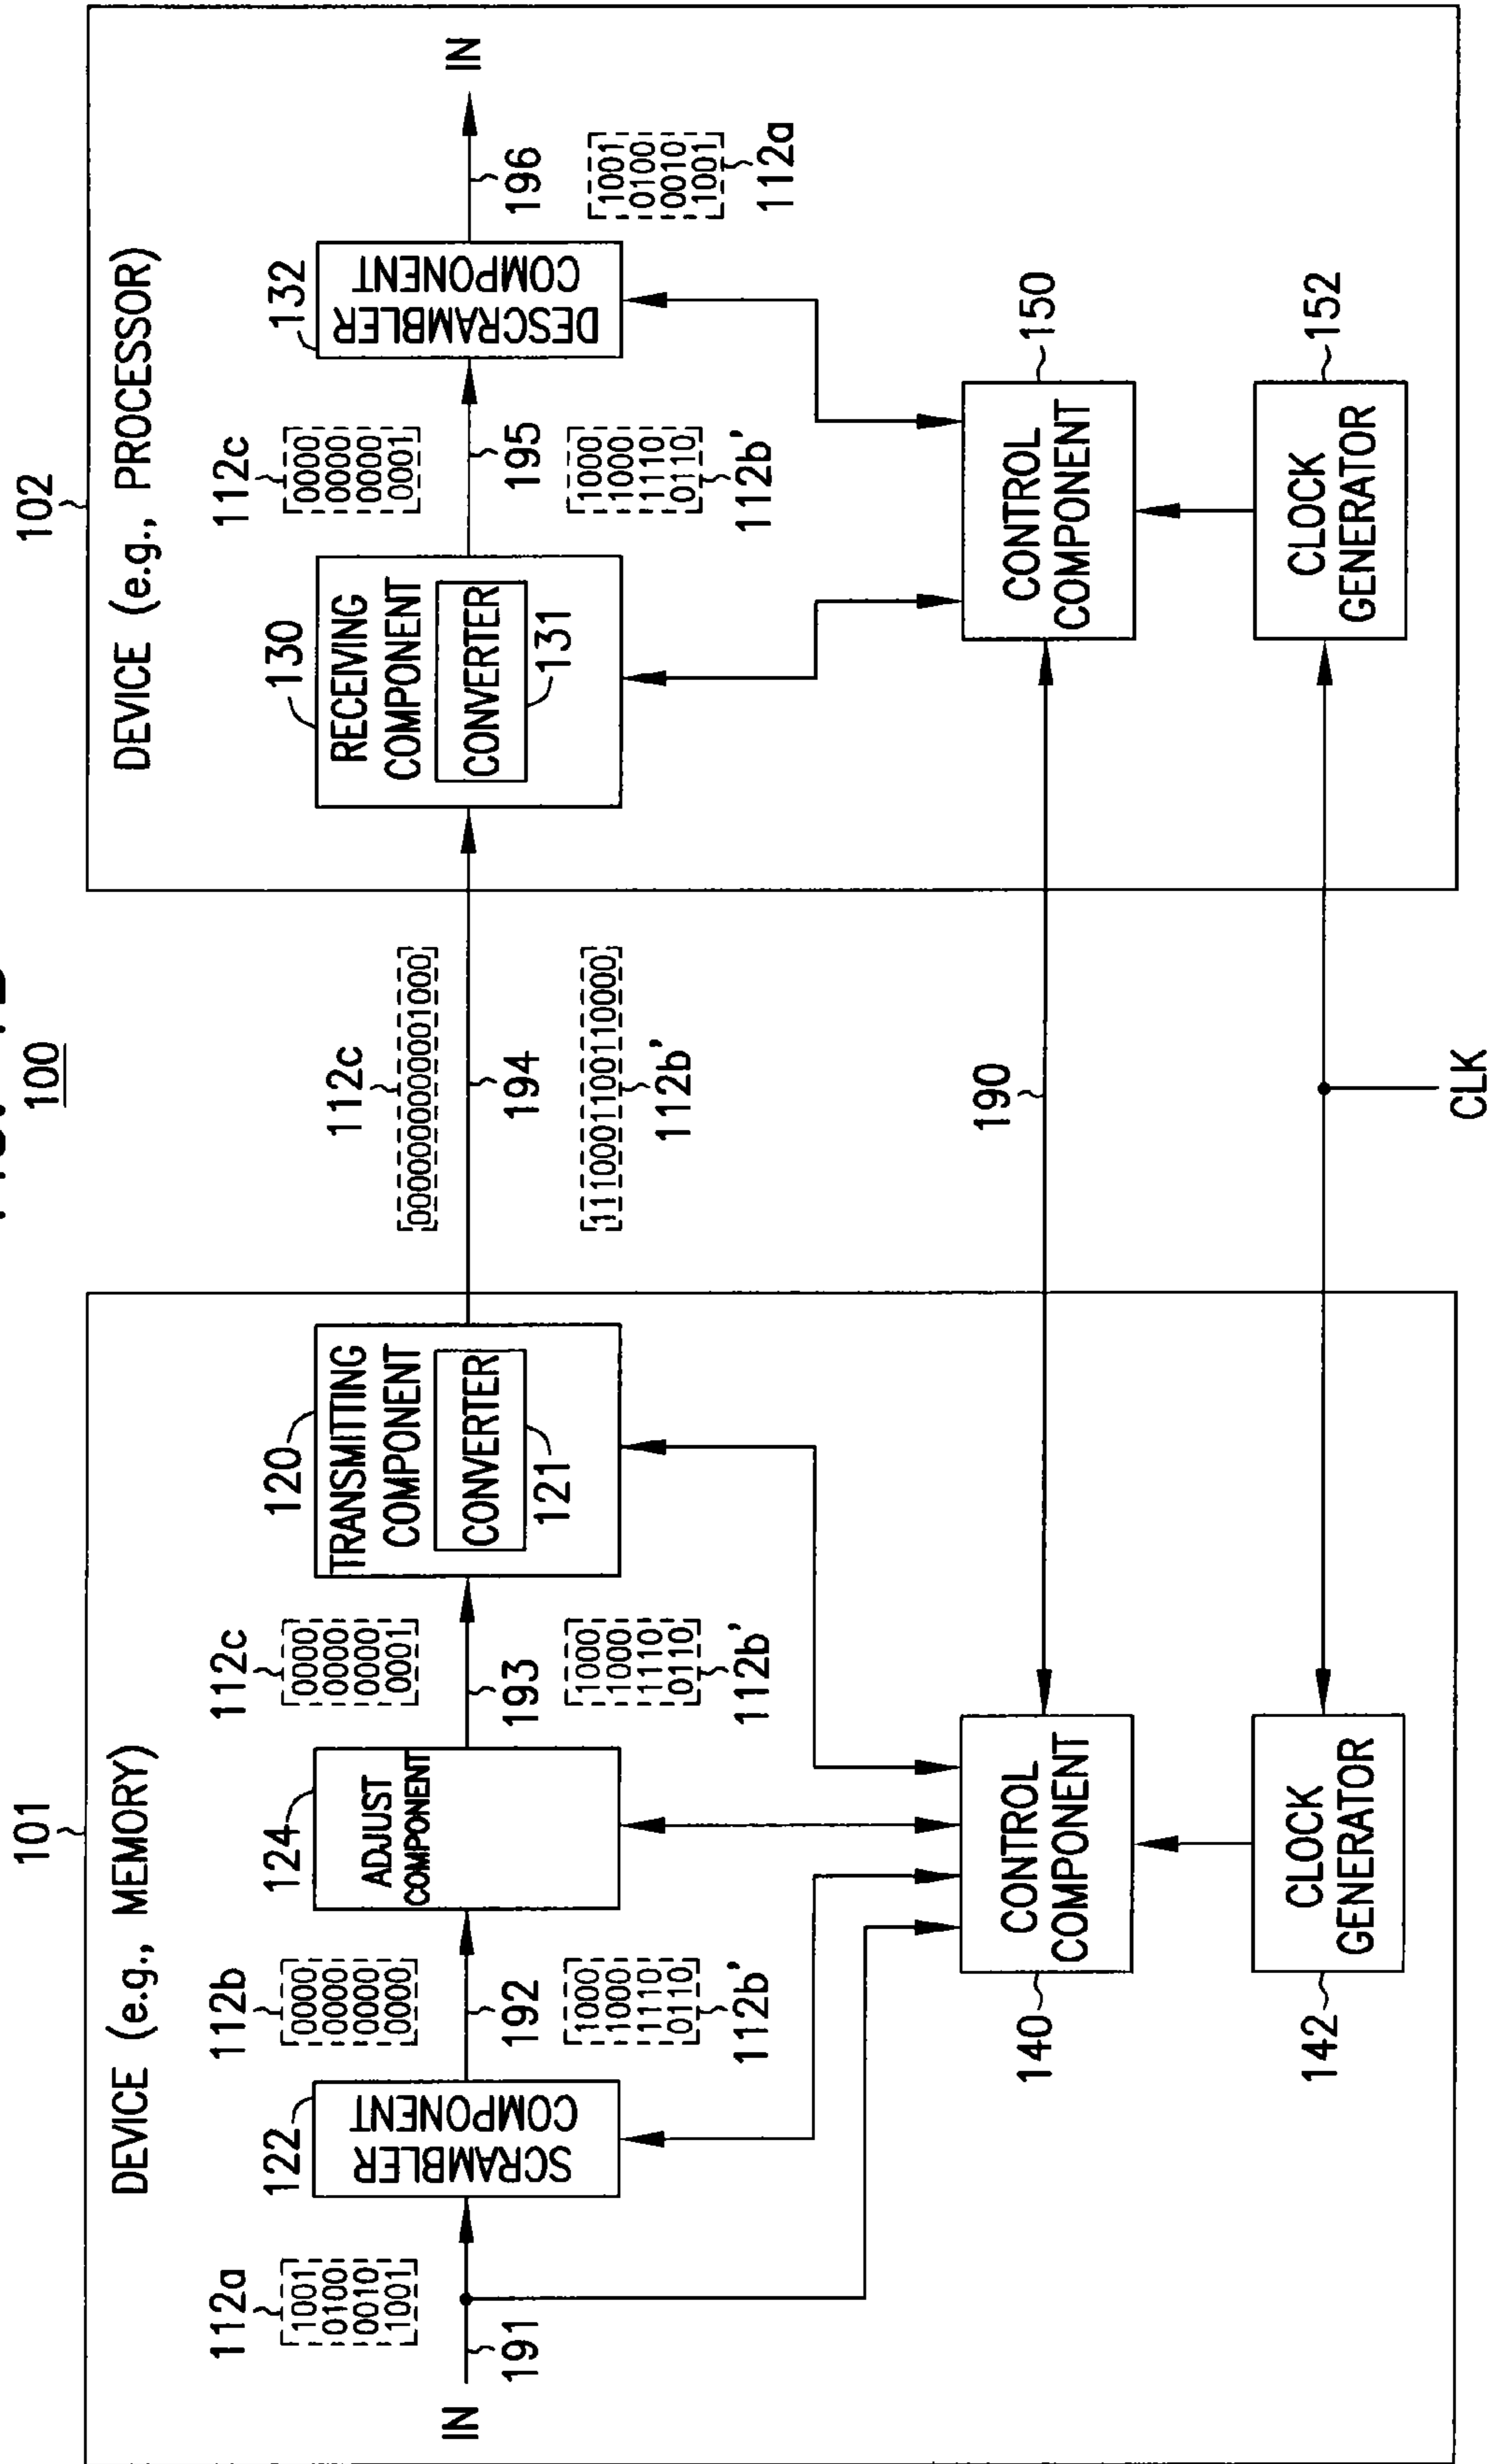 100
101
DEVICE (e.g., MEMORY)
112a
1001
0100
0010
1001
IN
191
122
SCRAMBLER
COMPONENT
112b
0000
0000
0000
0000
192
1000
1000
1110
0110
112b'
124
ADJUST
COMPONENT
112c
0000
0000
0000
0001
193
1000
1000
1110
0110
112b'
120
TRANSMITTING
COMPONENT
CONVERTER
121
140
CONTROL
COMPONENT
142
CLOCK
GENERATOR
112c
0000000000001000
194
1110001100110000
112b'
190
CLK
102
DEVICE (e.g., PROCESSOR)
130
RECEIVING
COMPONENT
CONVERTER
131
112c
0000
0000
0000
0001
195
1000
1000
1110
0110
112b'
132
DESCRAMBLER
COMPONENT
196
IN
1001
0100
0010
1001
112a
CONTROL
COMPONENT
150
CLOCK
GENERATOR
152